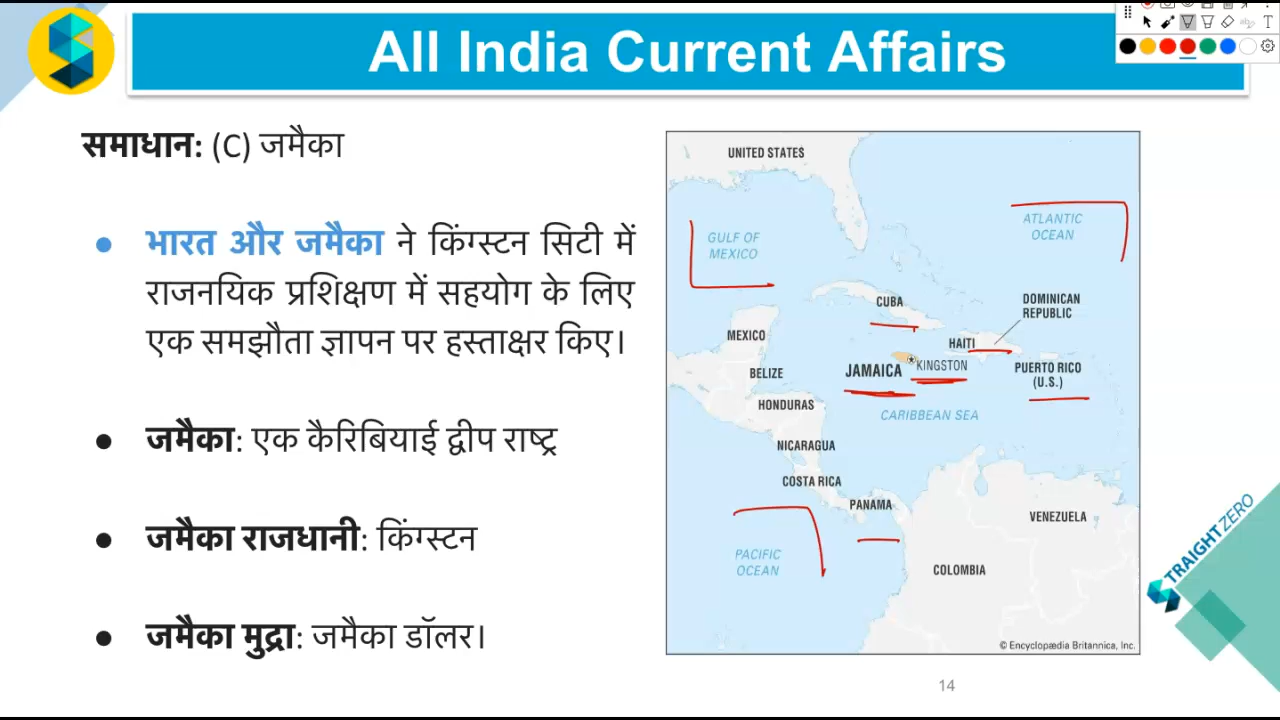 All India Current Affairs
समाधान: (C) जमैका
भारत और जमैका ने किंग्स्टन सिटी में
राजनयिक प्रशिक्षण में सहयोग के लिए
एक समझौता ज्ञापन पर हस्ताक्षर किए।
जमैका: एक कैरिबियाई द्वीप राष्ट्र
जमैका राजधानी: किंग्स्टन
जमैका मुद्रा: जमैका डॉलर।
UNITED STATES
ATLANTIC
OCEAN
GULF OF
MEXICO
CUBA
DOMINICAN
REPUBLIC
MEXICO
HAITI
JAMAICA
KINGSTON
PUERTO RICO
(U.S.)
BELIZE
HONDURAS
CARIBBEAN SEA
NICARAGUA
COSTA RICA
PANAMA
VENEZUELA
PACIFIC
OCEAN
COLOMBIA
© Encyclopædia Britannica, Inc.
TRAIGHTZERO
14